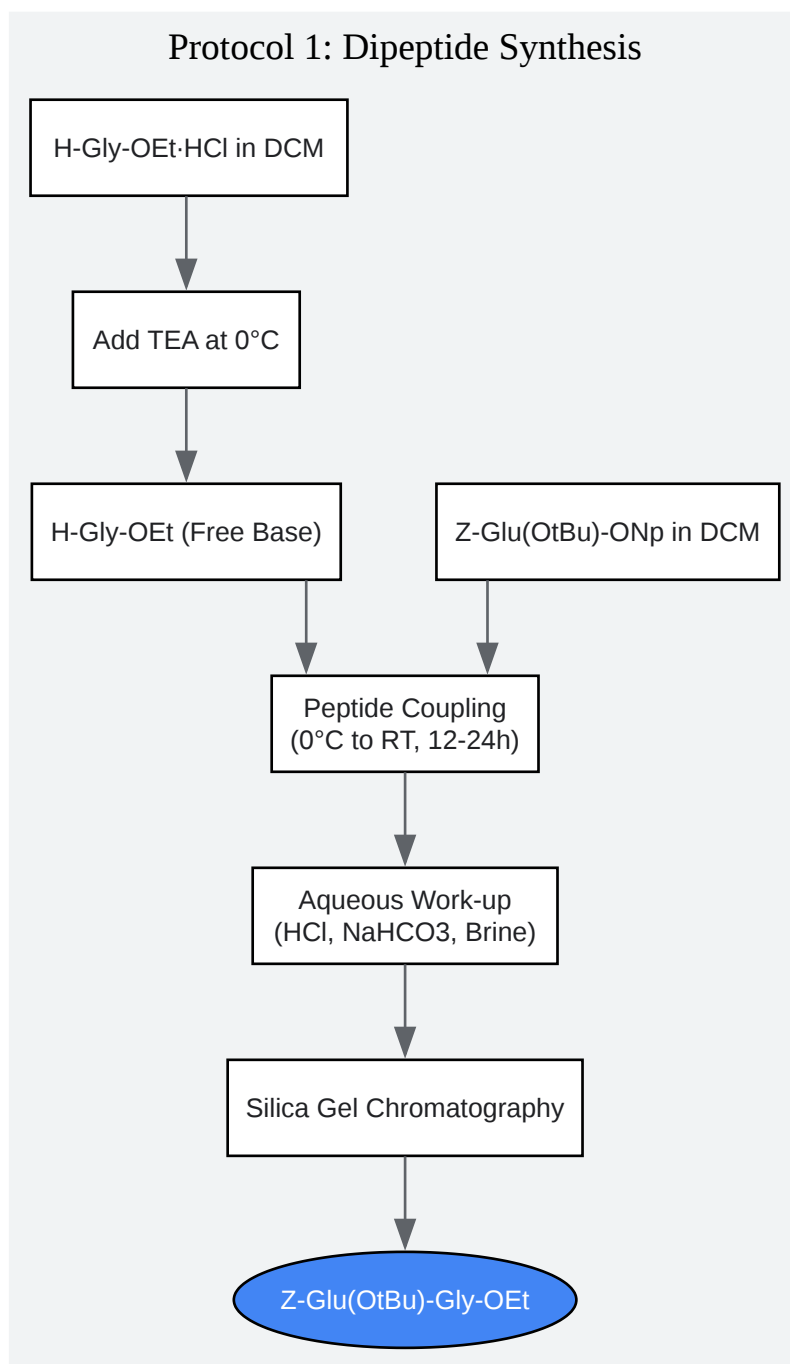 Protocol 1: Dipeptide Synthesis
H-Gly-OEt·HCl in DCM
Add TEA at 0°C
H-Gly-OEt (Free Base)
Z-Glu(OtBu)-ONp in DCM
Peptide Coupling
(0°C to RT, 12-24h)
Aqueous Work-up
(HCl, NaHCO3, Brine)
Silica Gel Chromatography
Z-Glu(OtBu)-Gly-OEt